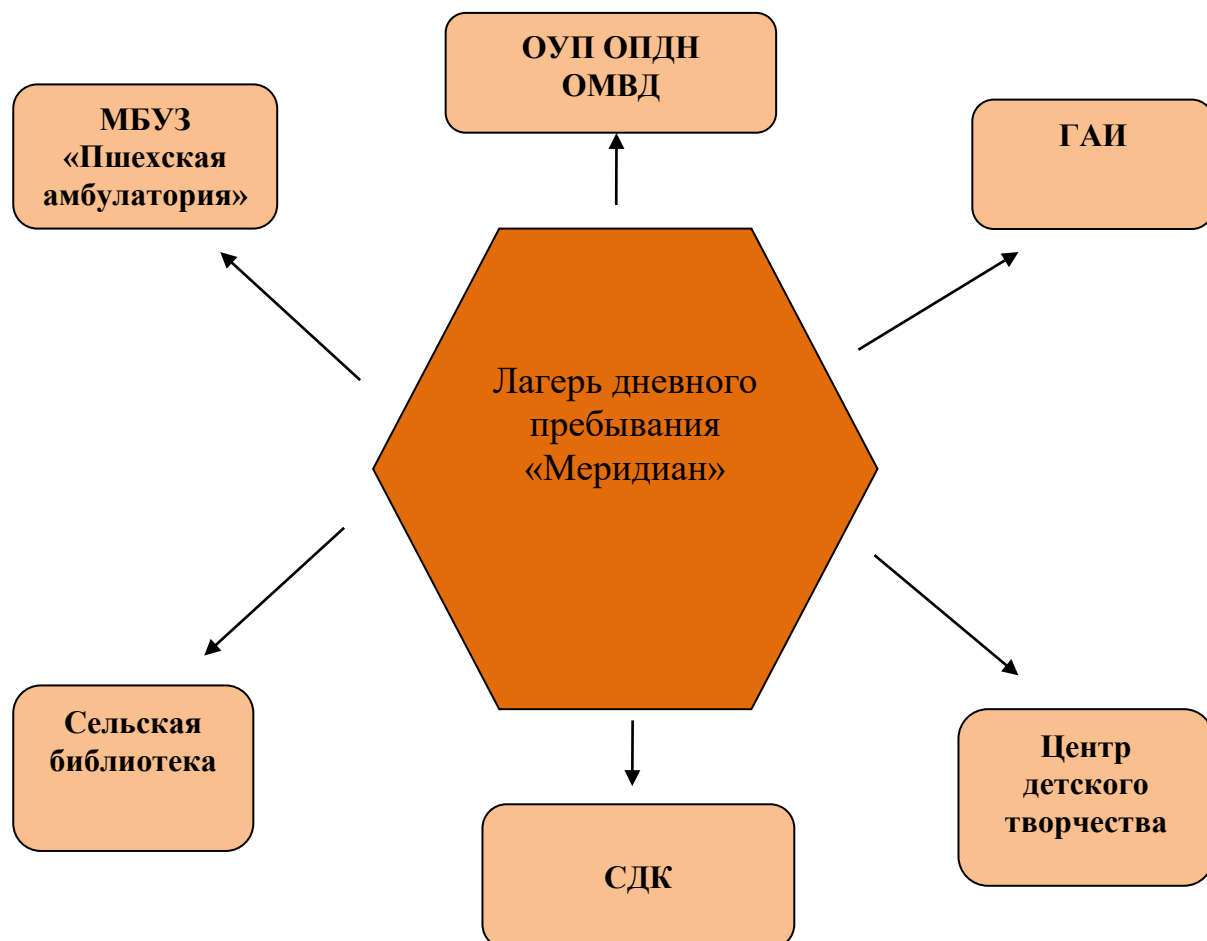 ОУП ОПДН
ОМВД
МБУЗ
«Пшехская
амбулатория»
ГАИ
Лагерь дневного
пребывания
«Меридиан»
Сельская
библиотека
Центр
детского
творчества
СДК